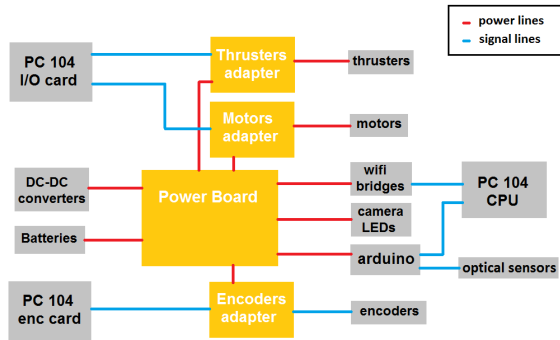 power lines
signal lines
PC 104
I/O card
Thrusters
adapter
thrusters
Motors
adapter
motors
DC-DC
converters
Power Board
wifi
bridges
PC 104
CPU
camera
LEDs
Batteries
arduino
optical sensors
PC 104
enc card
Encoders
adapter
encoders